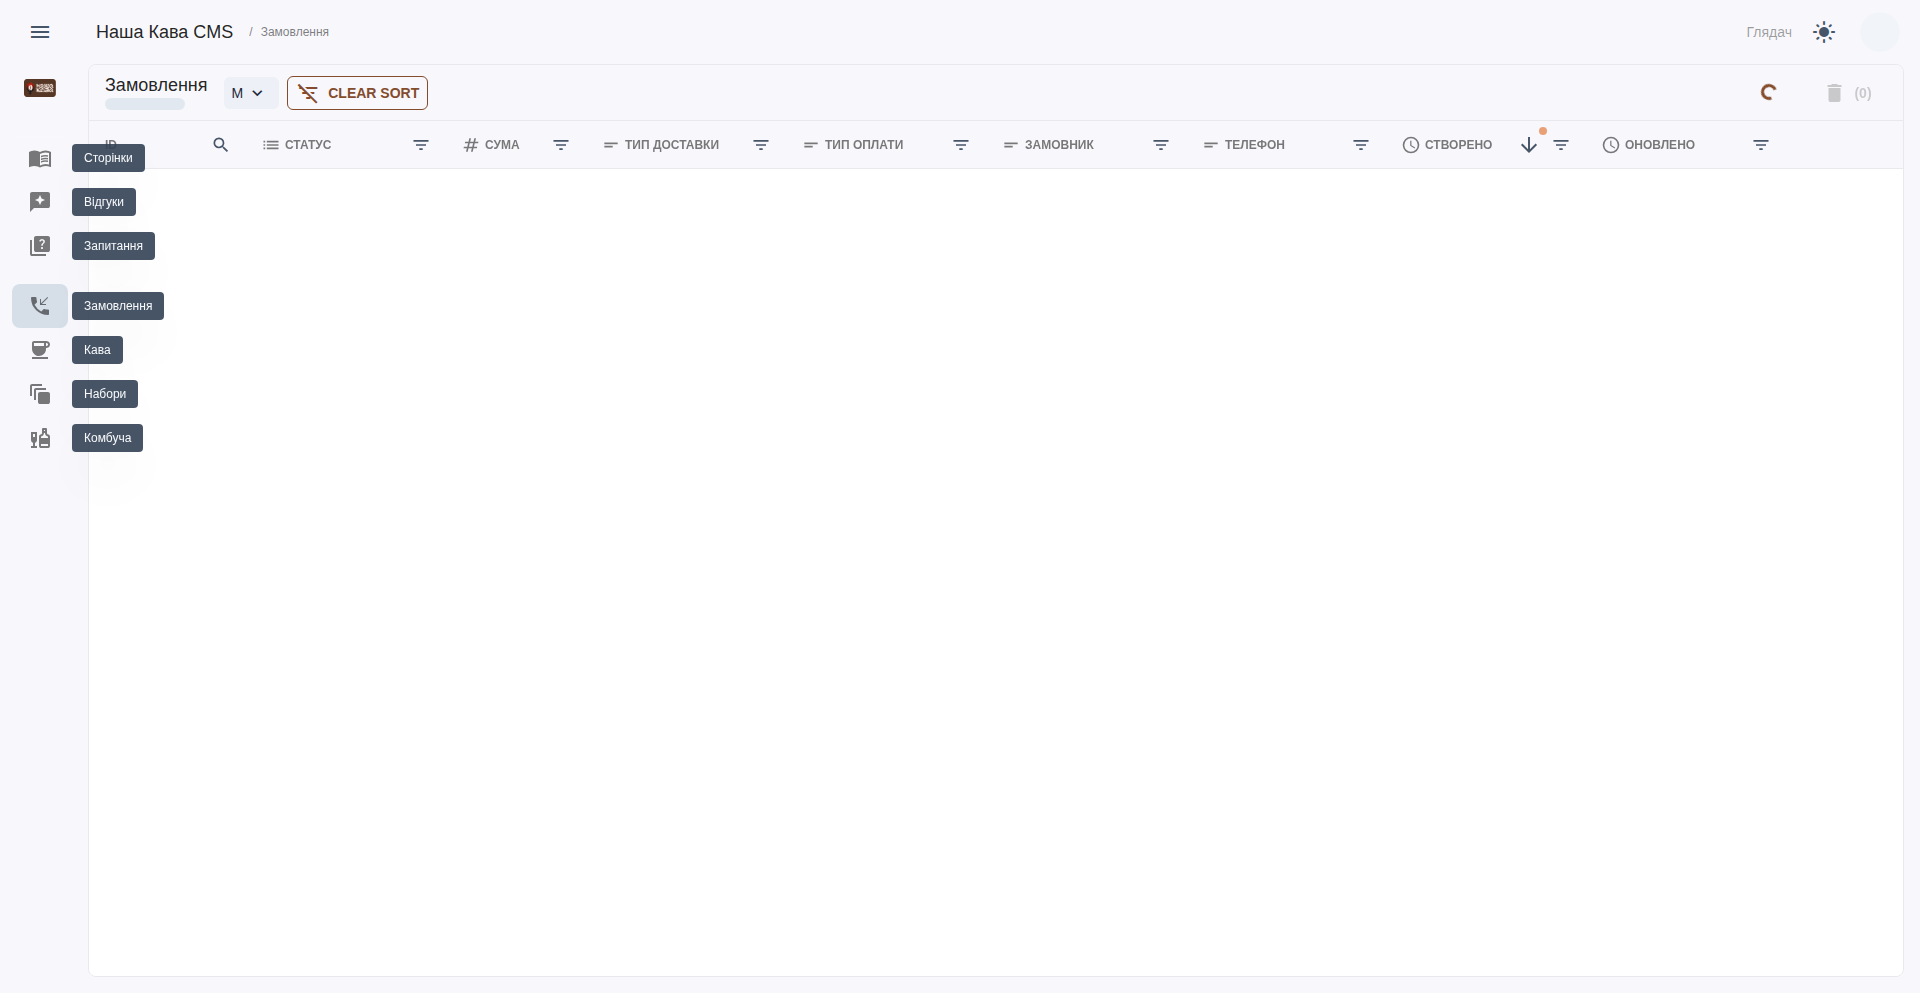 Наша Кава CMS / Замовлення
Глядач
Замовлення
M
CLEAR SORT
(0)
ID
СТАТУС
СУМА
ТИП ДОСТАВКИ
ТИП ОПЛАТИ
ЗАМОВНИК
ТЕЛЕФОН
СТВОРЕНО
ОНОВЛЕНО
Сторінки
Відгуки
Запитання
Замовлення
Кава
Набори
Комбуча